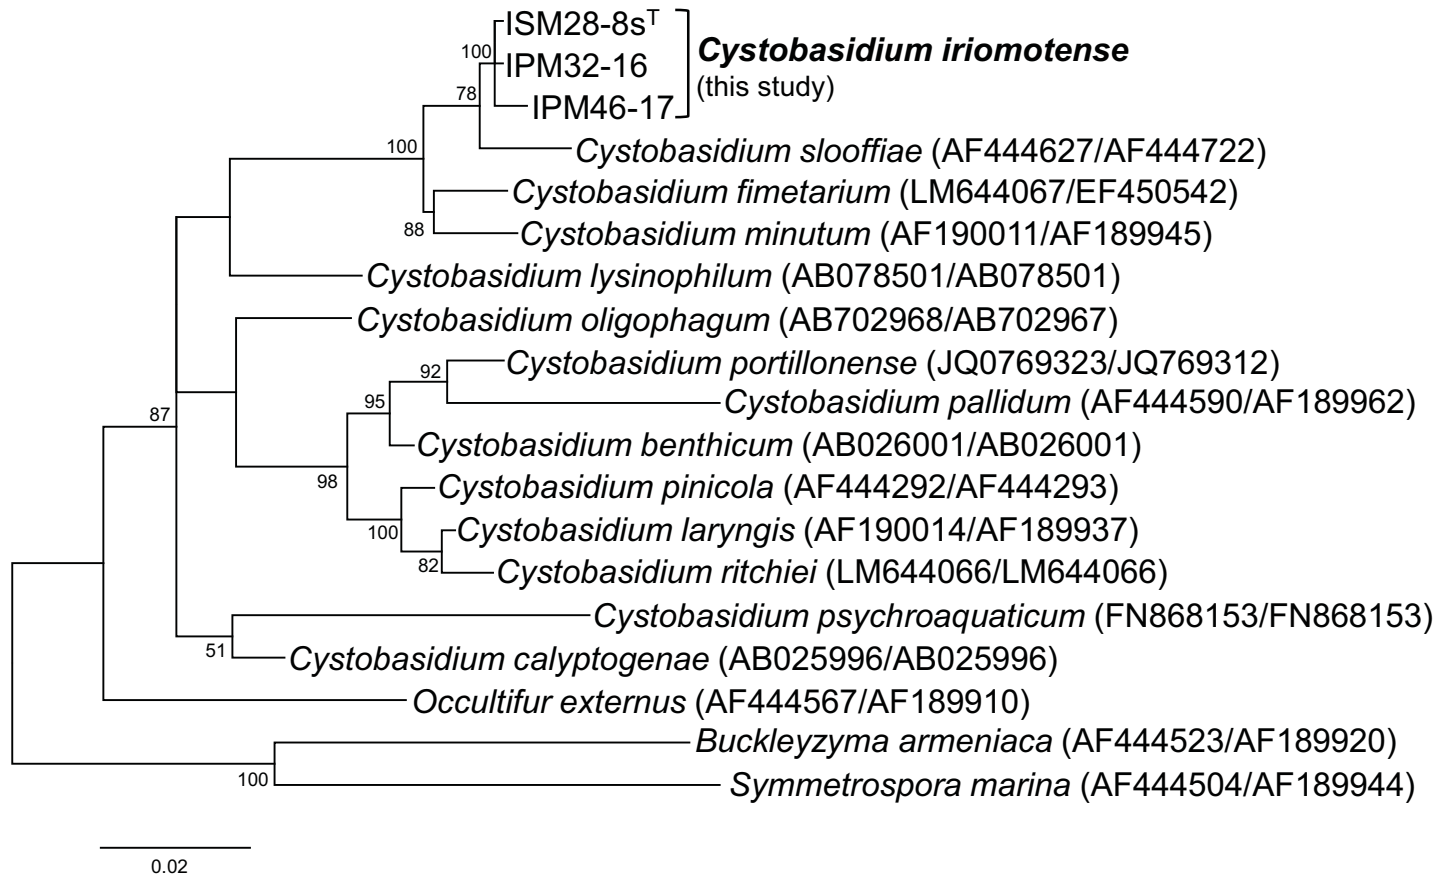 ISM28-8sT
100
IPM32-16
Cystobasidium iriomotense
(this study)
78
IPM46-17
100
Cystobasidium slooffiae (AF444627/AF444722)
Cystobasidium fimetarium (LM644067/EF450542)
88
Cystobasidium minutum (AF190011/AF189945)
Cystobasidium lysinophilum (AB078501/AB078501)
Cystobasidium oligophagum (AB702968/AB702967)
Cystobasidium portillonense (JQ0769323/JQ769312)
92
Cystobasidium pallidum (AF444590/AF189962)
95
87
Cystobasidium benthicum (AB026001/AB026001)
98
Cystobasidium pinicola (AF444292/AF444293)
100
Cystobasidium laryngis (AF190014/AF189937)
82
Cystobasidium ritchiei (LM644066/LM644066)
Cystobasidium psychroaquaticum (FN868153/FN868153)
51
Cystobasidium calyptogenae (AB025996/AB025996)
Occultifur externus (AF444567/AF189910)
Buckleyzyma armeniaca (AF444523/AF189920)
100
Symmetrospora marina (AF444504/AF189944)
0.02